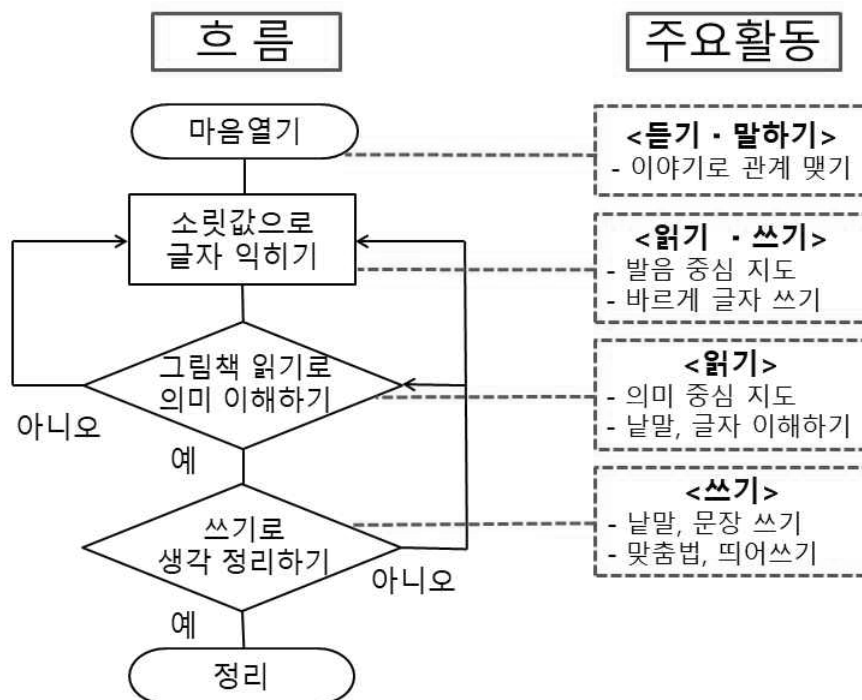 흐 름
주요활동
마음열기
<듣기 · 말하기>
- 이야기로 관계 맺기
소릿값으로
글자 익히기
<읽기 · 쓰기>
- 발음 중심 지도
- 바르게 글자 쓰기
그림책 읽기로
의미 이해하기
아니오
예
<읽기>
- 의미 중심 지도
- 낱말, 글자 이해하기
쓰기로
생각 정리하기
아니오
예
<쓰기>
- 낱말, 문장 쓰기
- 맞춤법, 띄어쓰기
정리